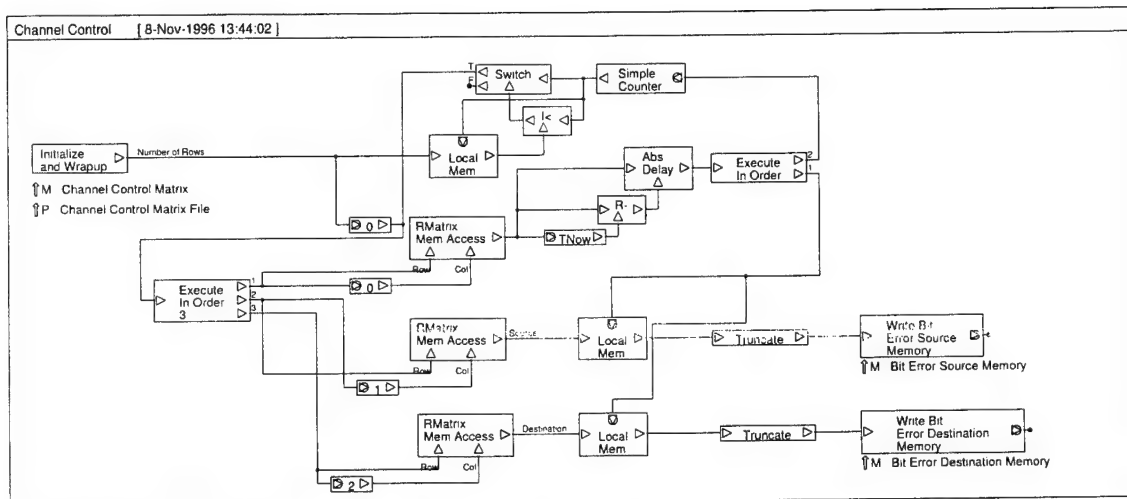 Channel Control [ 8-Nov-1996 13:44:02 ]
T
F
Switch
Simple
Counter
I<
2
1
Initialize
and Wrapup
Number of Rows
Local
Mem
Abs
Delay
Execute
In Order
M Channel Control Matrix
P Channel Control Matrix File
R-
0
RMatrix
Mem Access
TNow
Row
Col
0
Execute
In Order
3
1
2
3
RMatrix
Mem Access
Source
Local
Mem
Truncate
Write Bit
Error Source
Memory
Row
Col
1
M Bit Error Source Memory
RMatrix
Mem Access
Destination
Local
Mem
Truncate
Write Bit
Error Destination
Memory
Row
Col
2
M Bit Error Destination Memory